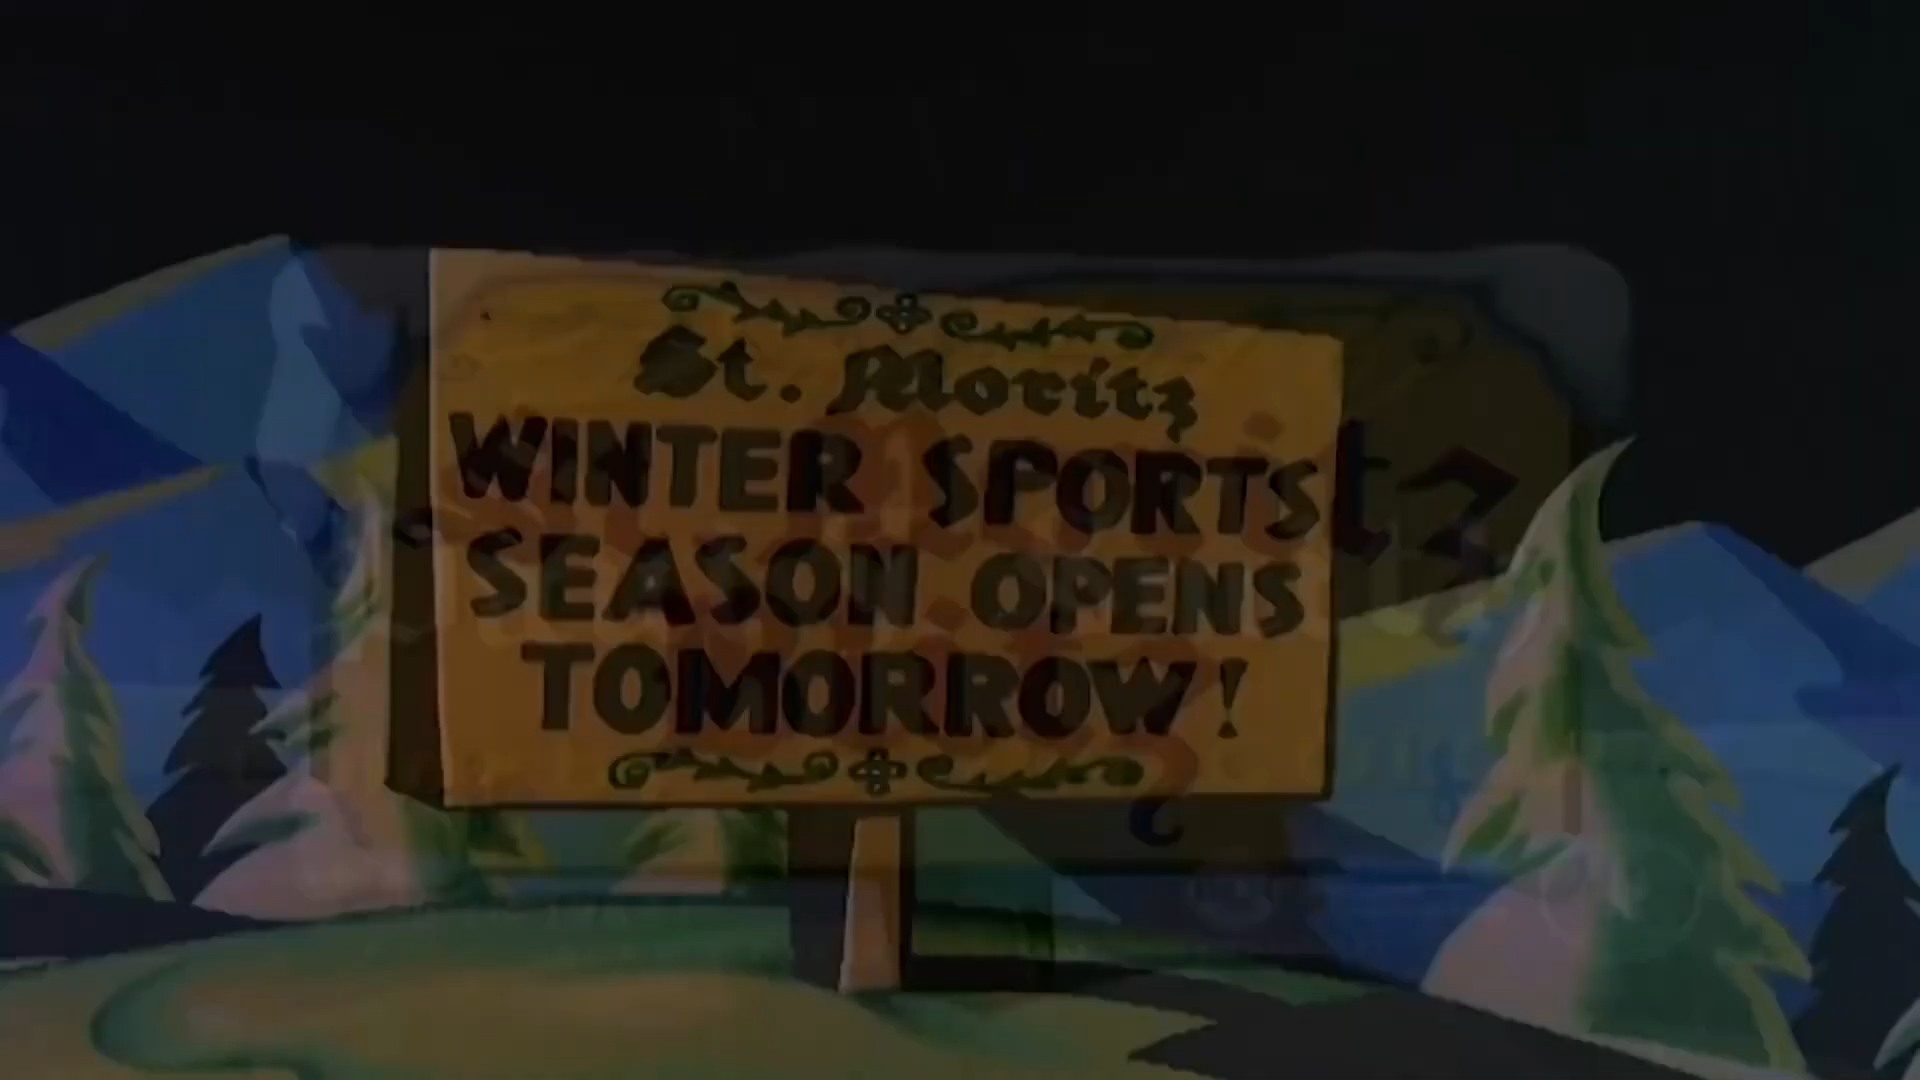 St. Moritz
WINTER SPORTS
SEASON OPENS
TOMORROW!